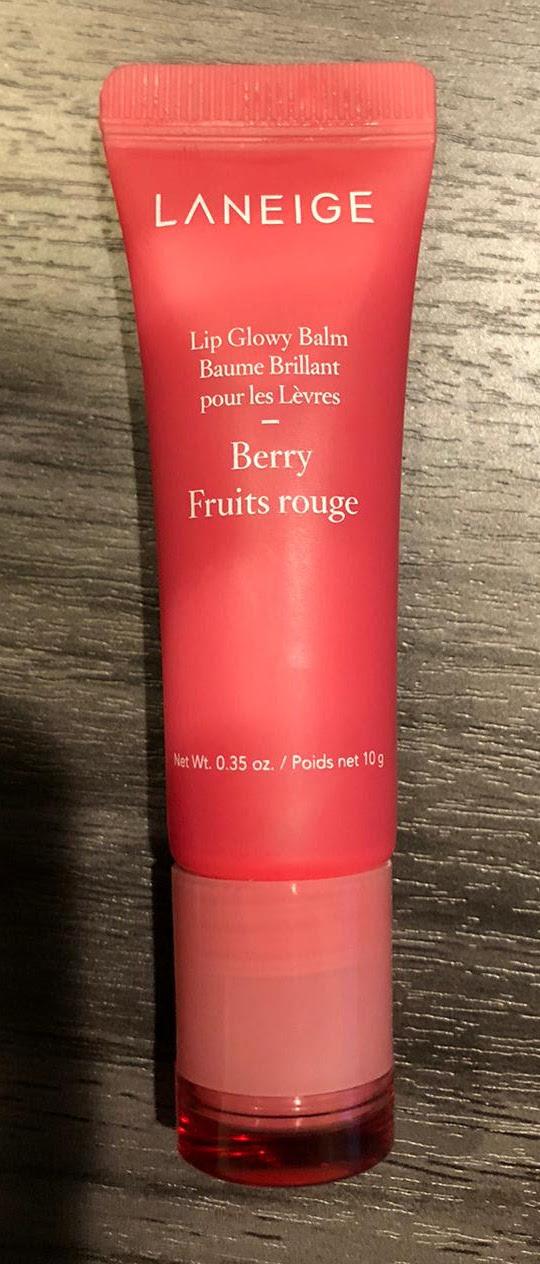 LANEIGE
Lip Glowy Balm
Baume Brillant
pour les Lèvres
Berry
Fruits rouge
Net Wt. 0.35 oz. / Poids net 10 g